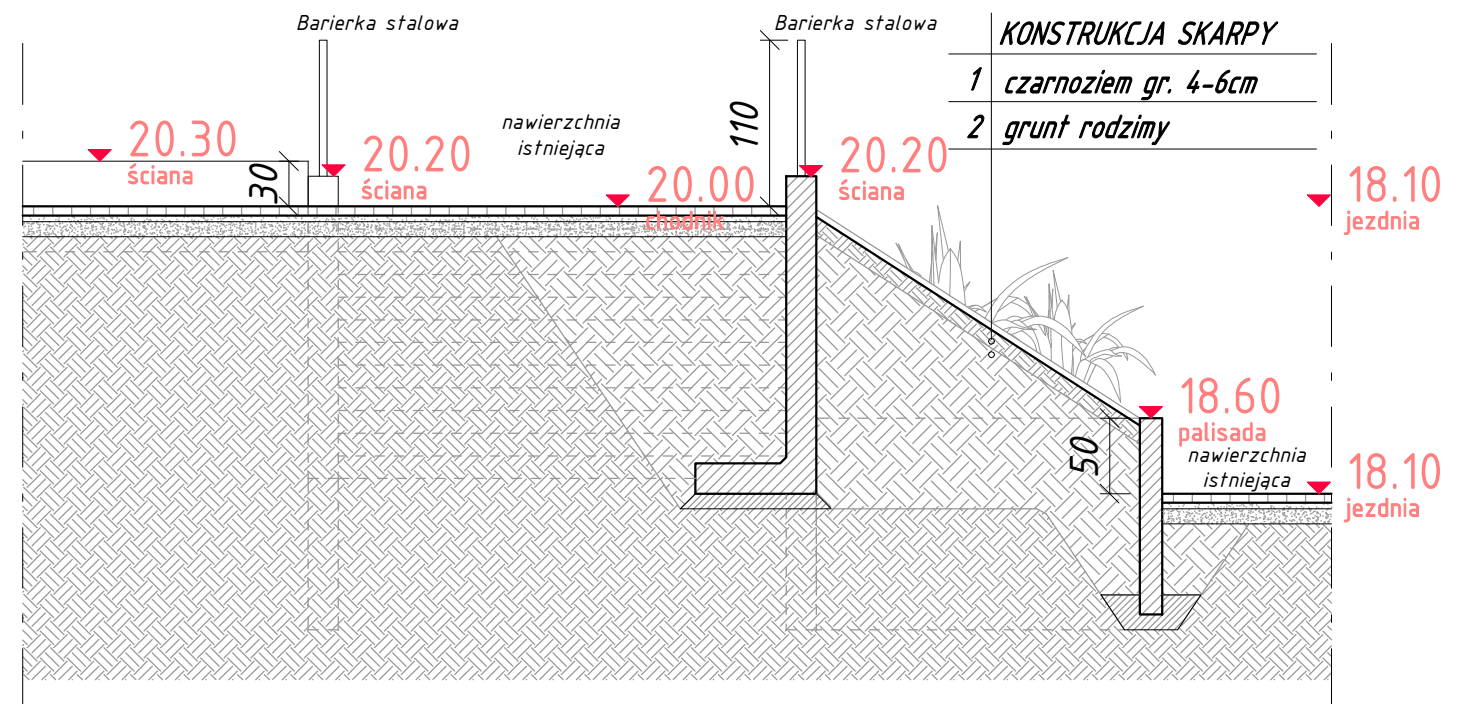 Barierka stalowa
Barierka stalowa
KONSTRUKCJA SKARPY
1 czarnoziem gr. 4-6cm
2 grunt rodzimy
110
nawierzchnia
istniejąca
20.30
ściana
30
20.20
ściana
20.00
chodnik
20.20
ściana
18.10
jezdnia
18.60
palisada
50
nawierzchnia
istniejąca
18.10
jezdnia